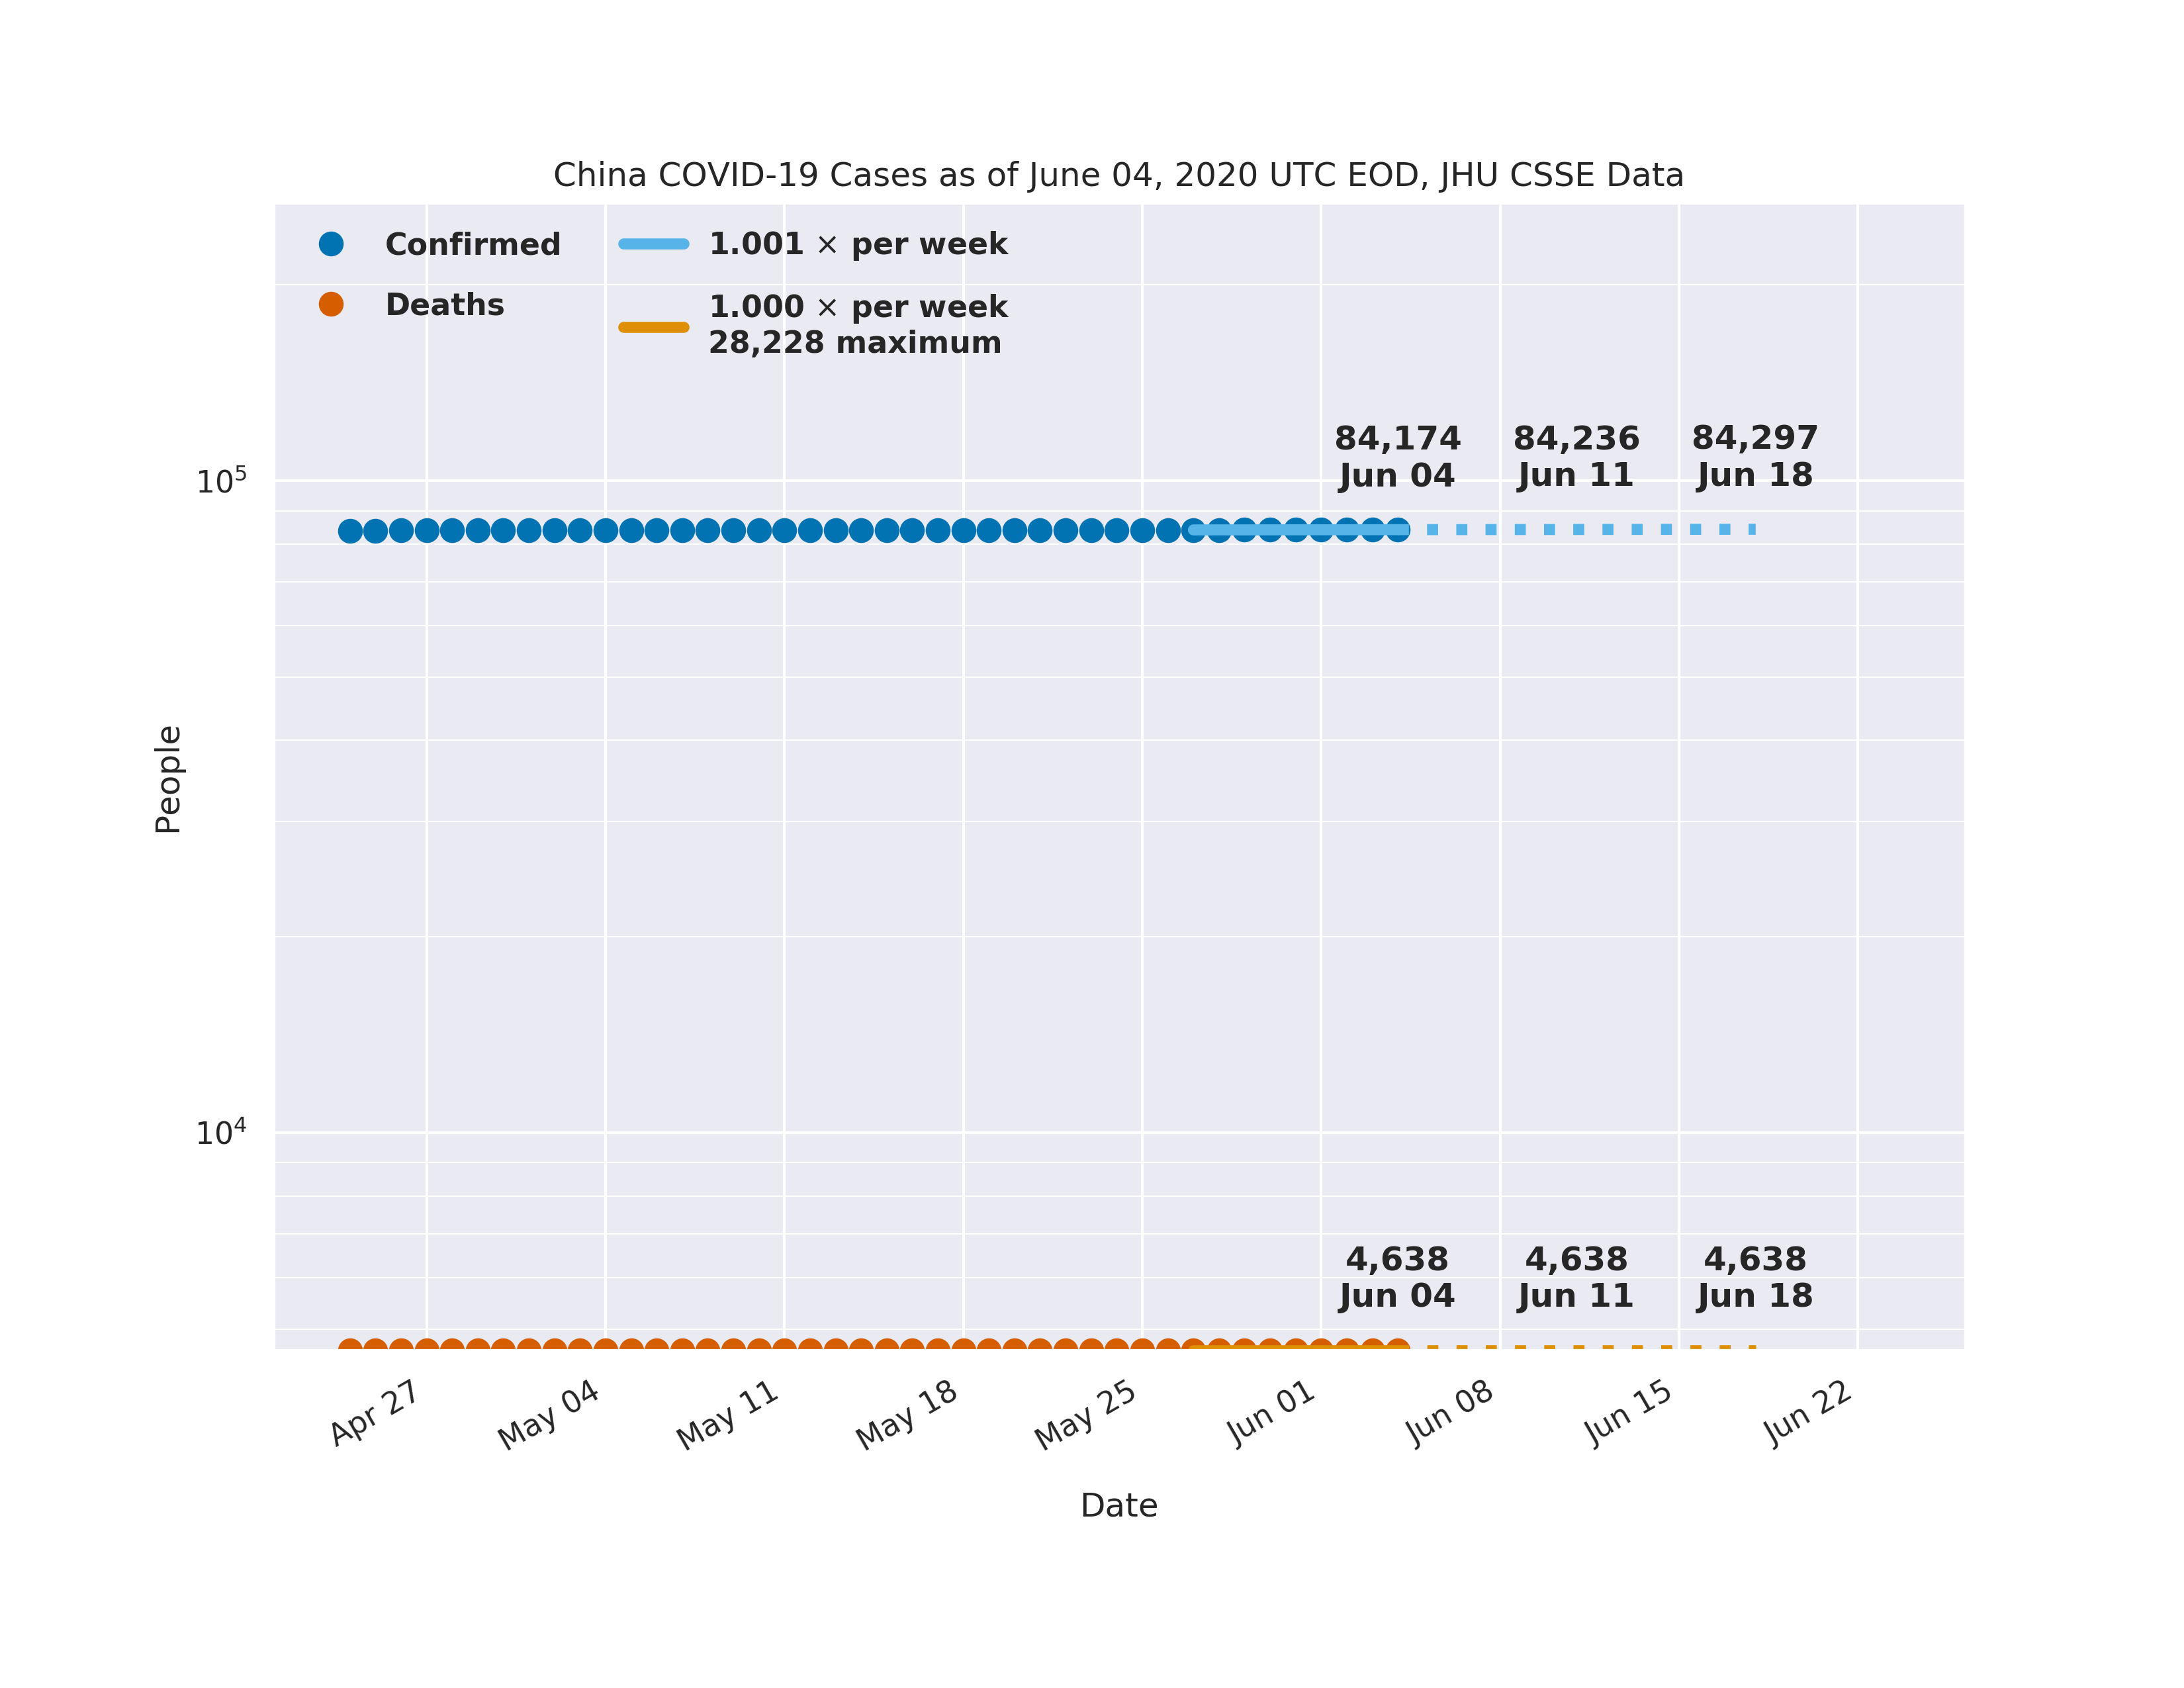 China COVID-19 Cases as of June 04, 2020 UTC EOD, JHU CSSE Data
Confirmed
Deaths
1.001 × per week
1.000 × per week
28,228 maximum
84,174
Jun 04
84,236
Jun 11
84,297
Jun 18
10⁵
People
10⁴
4,638
Jun 04
4,638
Jun 11
4,638
Jun 18
Apr 27
May 04
May 11
May 18
May 25
Jun 01
Jun 08
Jun 15
Jun 22
Date